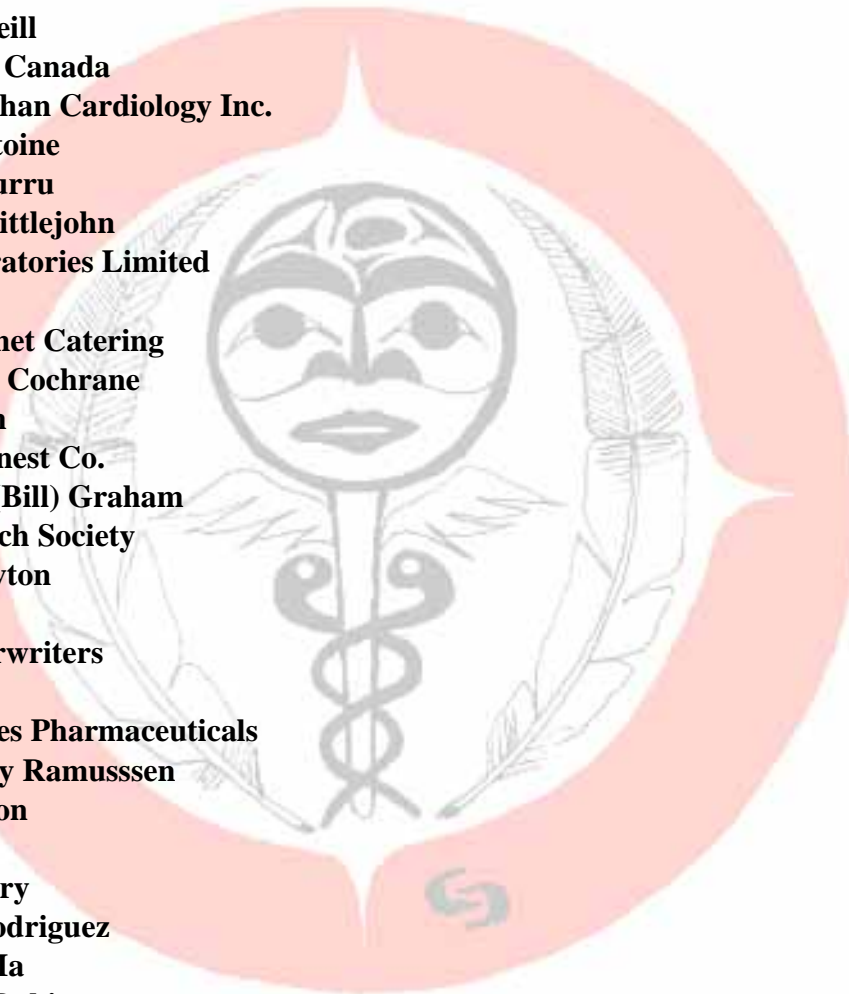 eill
Canada
han Cardiology Inc.
toine
urru
ittlejohn
ratories Limited
net Catering
Cochrane
n
nest Co.
(Bill) Graham
ch Society
yton
rwriters
es Pharmaceuticals
y Ramusssen
on
ry
odriguez
Ma